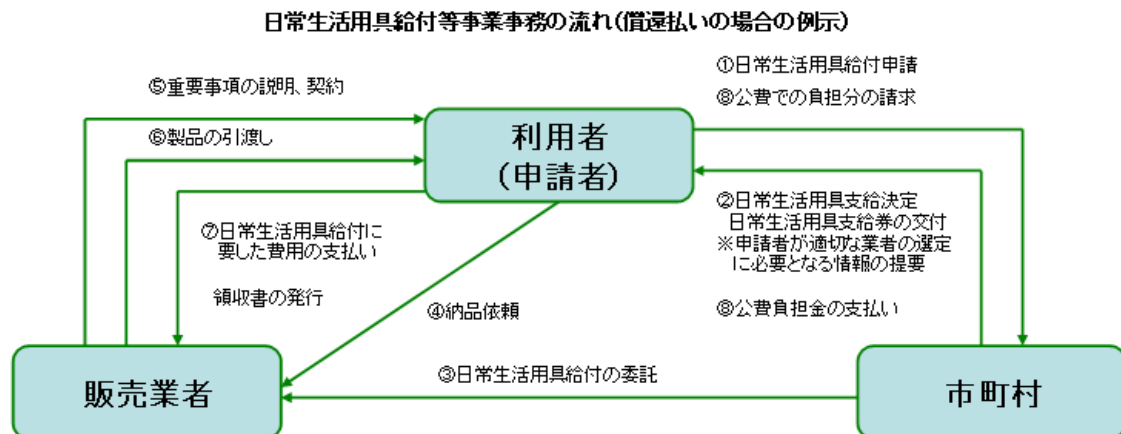 日常生活用具給付等事業事務の流れ(償還払いの場合の例示)
①日常生活用具給付申請
⑧公費での負担分の請求
⑤重要事項の説明、契約
⑥製品の引渡し
利用者
(申請者)
②日常生活用具支給決定
日常生活用具支給券の交付
※申請者が適切な業者の選定
に必要となる情報の提要
⑦日常生活用具給付に
要した費用の支払い
領収書の発行
④納品依頼
⑧公費負担金の支払い
③日常生活用具給付の委託
販売業者
市町村